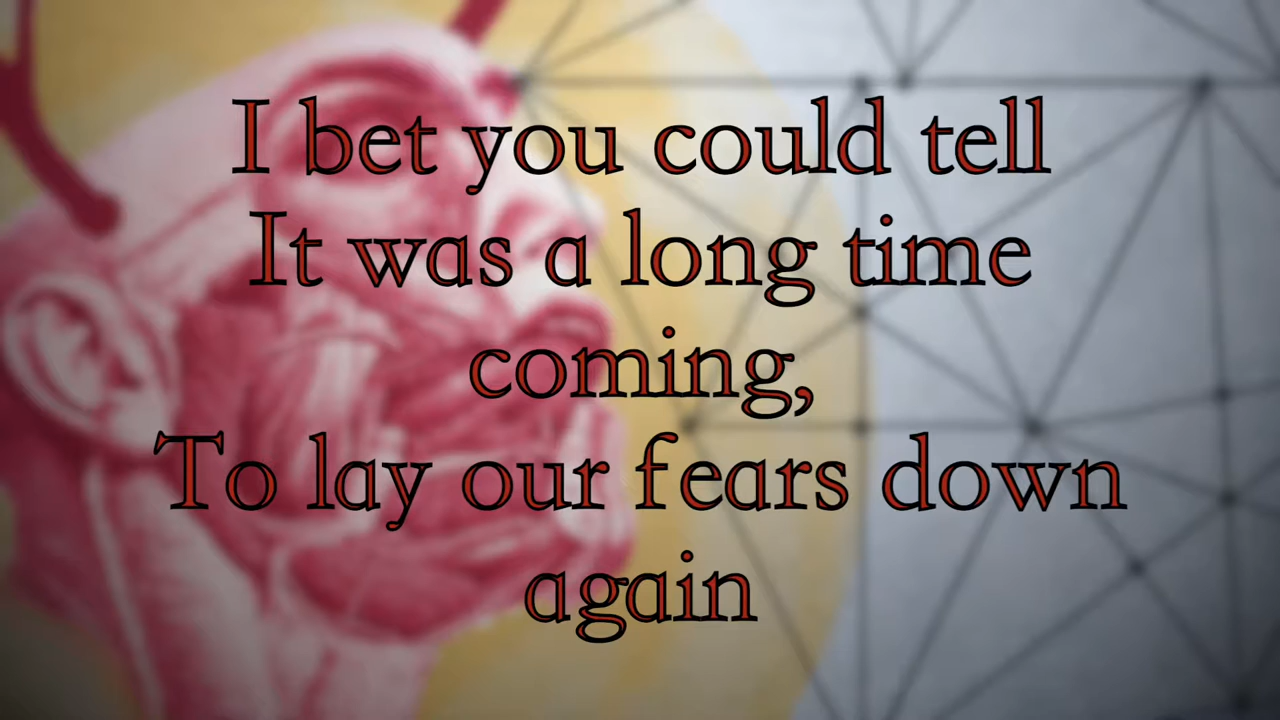 I bet you could tell
It was a long time
coming,
To lay our fears down
again